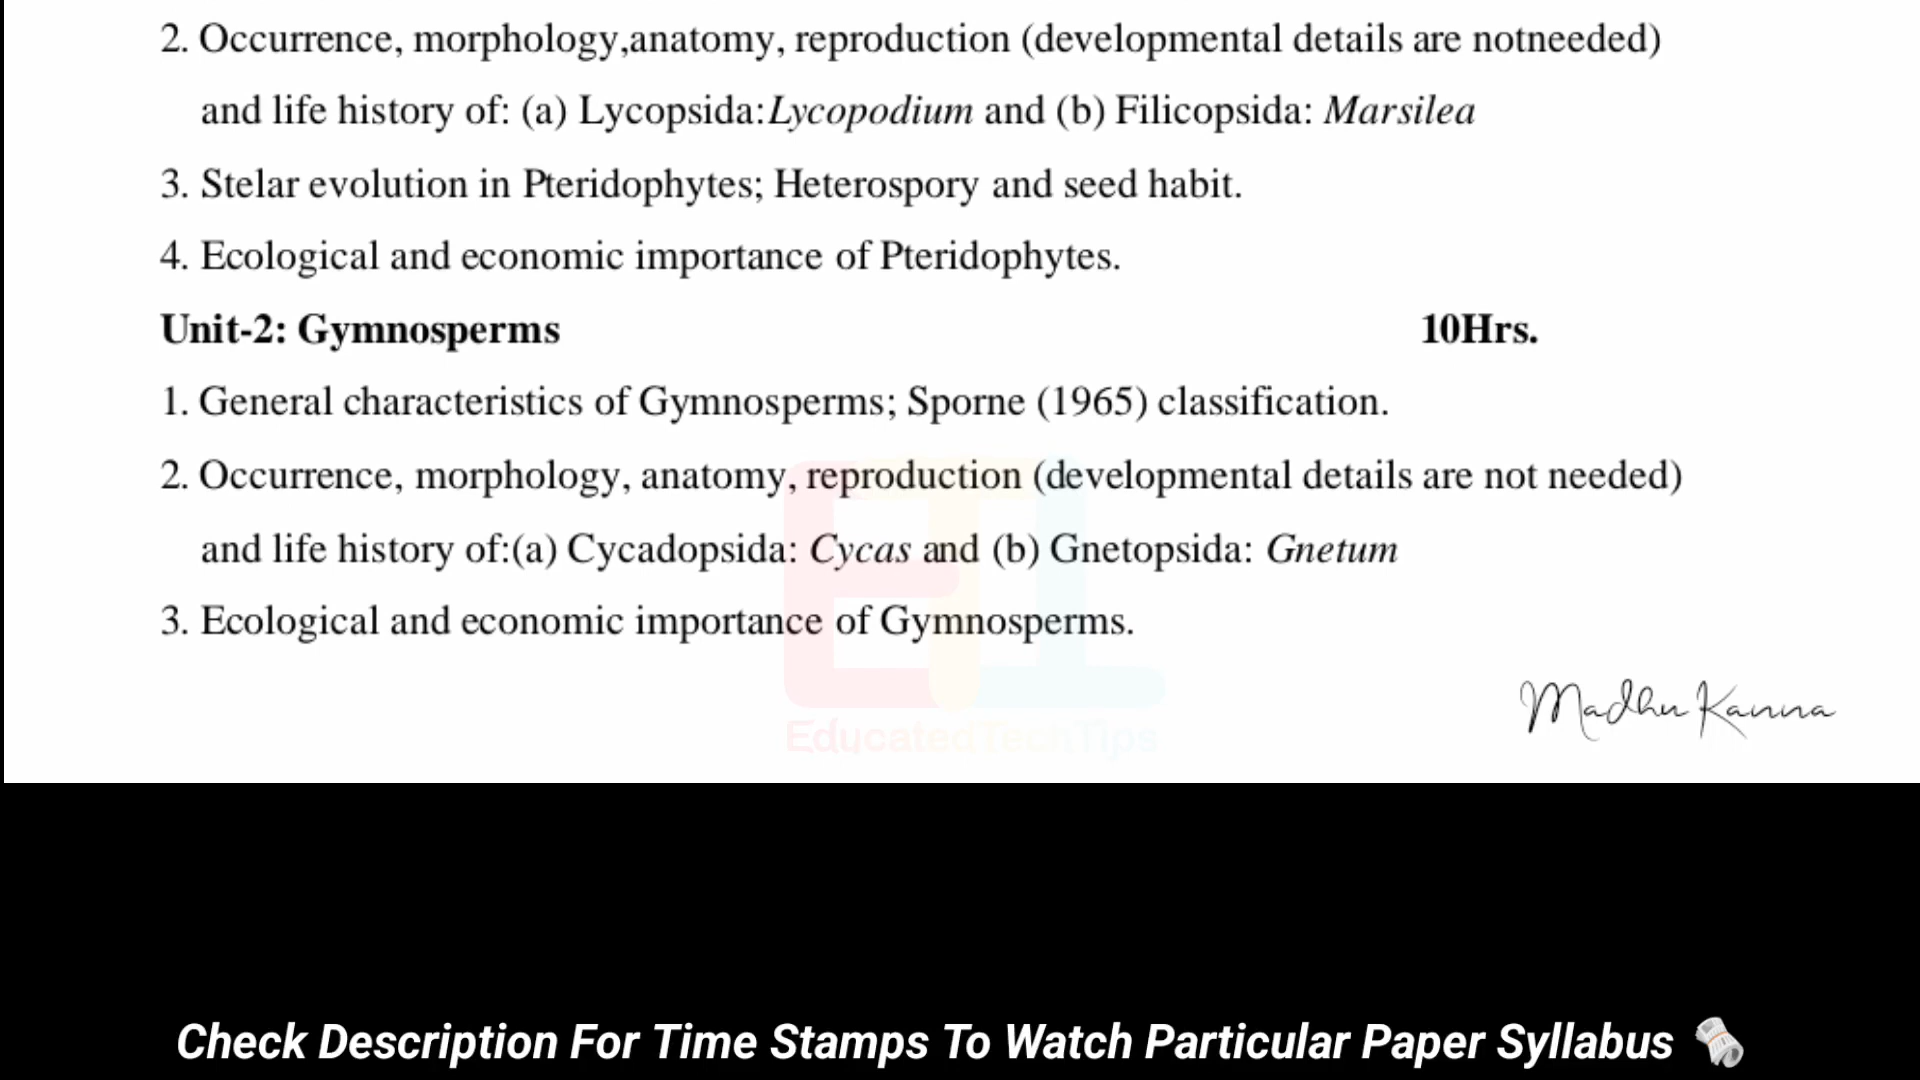 2. Occurrence, morphology,anatomy, reproduction (developmental details are notneeded)
and life history of: (a) Lycopsida:Lycopodium and (b) Filicopsida: Marsilea
3. Stelar evolution in Pteridophytes; Heterospory and seed habit.
4. Ecological and economic importance of Pteridophytes.
Unit-2: Gymnosperms 10Hrs.
1. General characteristics of Gymnosperms; Sporne (1965) classification.
2. Occurrence, morphology, anatomy, reproduction (developmental details are not needed)
and life history of:(a) Cycadopsida: Cycas and (b) Gnetopsida: Gnetum
3. Ecological and economic importance of Gymnosperms.
Madhu Kanna
EducatedTechTips
Check Description For Time Stamps To Watch Particular Paper Syllabus